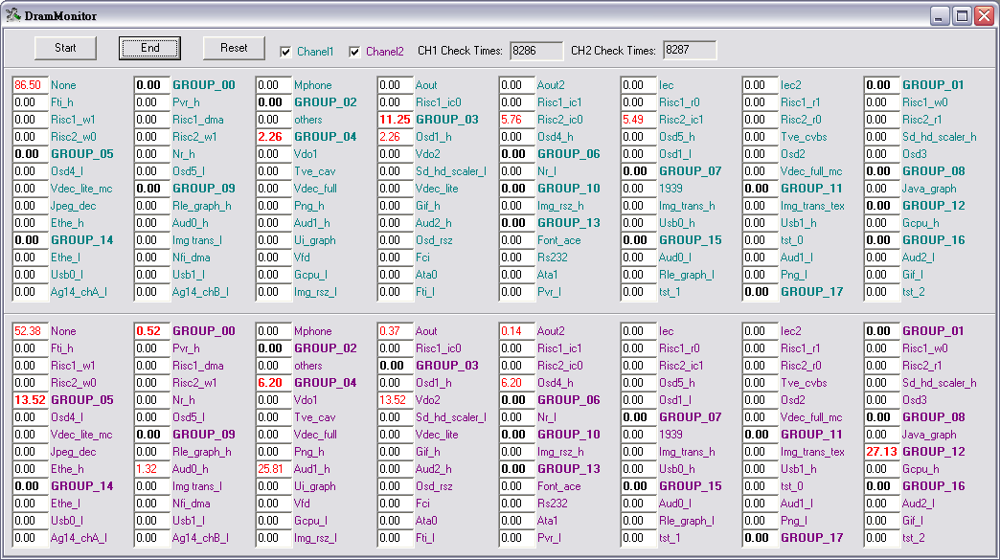 DramMonitor
Start End Reset Chanel1 Chanel2 CH1 Check Times: 8286 CH2 Check Times: 8287
86.50 None 0.00 GROUP_00 0.00 Mphone 0.00 Aout 0.00 Aout2 0.00 Iec 0.00 Iec2 0.00 GROUP_01
0.00 Fti_h 0.00 Pvr_h 0.00 GROUP_02 0.00 Risc1_ic0 0.00 Risc1_ic1 0.00 Risc1_r0 0.00 Risc1_r1 0.00 Risc1_w0
0.00 Risc1_w1 0.00 Risc1_dma 0.00 others 11.25 GROUP_03 5.76 Risc2_ic0 5.49 Risc2_ic1 0.00 Risc2_r0 0.00 Risc2_r1
0.00 Risc2_w0 0.00 Risc2_w1 2.26 GROUP_04 2.26 Osd1_h 0.00 Osd4_h 0.00 Osd5_h 0.00 Tve_cvbs 0.00 Sd_hd_scaler_h
0.00 GROUP_05 0.00 Nr_h 0.00 Vdo1 0.00 Vdo2 0.00 GROUP_06 0.00 Osd1_l 0.00 Osd2 0.00 Osd3
0.00 Osd4_l 0.00 Osd5_l 0.00 Tve_cav 0.00 Sd_hd_scaler_l 0.00 Nr_l 0.00 GROUP_07 0.00 Vdec_full_mc 0.00 GROUP_08
0.00 Vdec_lite_mc 0.00 GROUP_09 0.00 Vdec_full 0.00 Vdec_lite 0.00 GROUP_10 0.00 1939 0.00 GROUP_11 0.00 Java_graph
0.00 Jpeg_dec 0.00 Rle_graph_h 0.00 Png_h 0.00 Gif_h 0.00 Img_rsz_h 0.00 Img_trans_h 0.00 Img_trans_tex 0.00 GROUP_12
0.00 Ethe_h 0.00 Aud0_h 0.00 Aud1_h 0.00 Aud2_h 0.00 GROUP_13 0.00 Usb0_h 0.00 Usb1_h 0.00 Gcpu_h
0.00 GROUP_14 0.00 Img trans_l 0.00 Ui_graph 0.00 Osd_rsz 0.00 Font_ace 0.00 GROUP_15 0.00 tst_0 0.00 GROUP_16
0.00 Ethe_l 0.00 Nfi_dma 0.00 Vfd 0.00 Fci 0.00 Rs232 0.00 Aud0_l 0.00 Aud1_l 0.00 Aud2_l
0.00 Usb0_l 0.00 Usb1_l 0.00 Gcpu_l 0.00 Ata0 0.00 Ata1 0.00 Rle_graph_l 0.00 Png_l 0.00 Gif_l
0.00 Ag14_chA_l 0.00 Ag14_chB_l 0.00 Img_rsz_l 0.00 Fti_l 0.00 Pvr_l 0.00 tst_1 0.00 GROUP_17 0.00 tst_2
52.38 None 0.52 GROUP_00 0.00 Mphone 0.37 Aout 0.14 Aout2 0.00 Iec 0.00 Iec2 0.00 GROUP_01
0.00 Fti_h 0.00 Pvr_h 0.00 GROUP_02 0.00 Risc1_ic0 0.00 Risc1_ic1 0.00 Risc1_r0 0.00 Risc1_r1 0.00 Risc1_w0
0.00 Risc1_w1 0.00 Risc1_dma 0.00 others 0.00 GROUP_03 0.00 Risc2_ic0 0.00 Risc2_ic1 0.00 Risc2_r0 0.00 Risc2_r1
0.00 Risc2_w0 0.00 Risc2_w1 6.20 GROUP_04 0.00 Osd1_h 6.20 Osd4_h 0.00 Osd5_h 0.00 Tve_cvbs 0.00 Sd_hd_scaler_h
13.52 GROUP_05 0.00 Nr_h 0.00 Vdo1 13.52 Vdo2 0.00 GROUP_06 0.00 Osd1_l 0.00 Osd2 0.00 Osd3
0.00 Osd4_l 0.00 Osd5_l 0.00 Tve_cav 0.00 Sd_hd_scaler_l 0.00 Nr_l 0.00 GROUP_07 0.00 Vdec_full_mc 0.00 GROUP_08
0.00 Vdec_lite_mc 0.00 GROUP_09 0.00 Vdec_full 0.00 Vdec_lite 0.00 GROUP_10 0.00 1939 0.00 GROUP_11 0.00 Java_graph
0.00 Jpeg_dec 0.00 Rle_graph_h 0.00 Png_h 0.00 Gif_h 0.00 Img_rsz_h 0.00 Img_trans_h 0.00 Img_trans_tex 27.13 GROUP_12
0.00 Ethe_h 1.32 Aud0_h 25.81 Aud1_h 0.00 Aud2_h 0.00 GROUP_13 0.00 Usb0_h 0.00 Usb1_h 0.00 Gcpu_h
0.00 GROUP_14 0.00 Img trans_l 0.00 Ui_graph 0.00 Osd_rsz 0.00 Font_ace 0.00 GROUP_15 0.00 tst_0 0.00 GROUP_16
0.00 Ethe_l 0.00 Nfi_dma 0.00 Vfd 0.00 Fci 0.00 Rs232 0.00 Aud0_l 0.00 Aud1_l 0.00 Aud2_l
0.00 Usb0_l 0.00 Usb1_l 0.00 Gcpu_l 0.00 Ata0 0.00 Ata1 0.00 Rle_graph_l 0.00 Png_l 0.00 Gif_l
0.00 Ag14_chA_l 0.00 Ag14_chB_l 0.00 Img_rsz_l 0.00 Fti_l 0.00 Pvr_l 0.00 tst_1 0.00 GROUP_17 0.00 tst_2